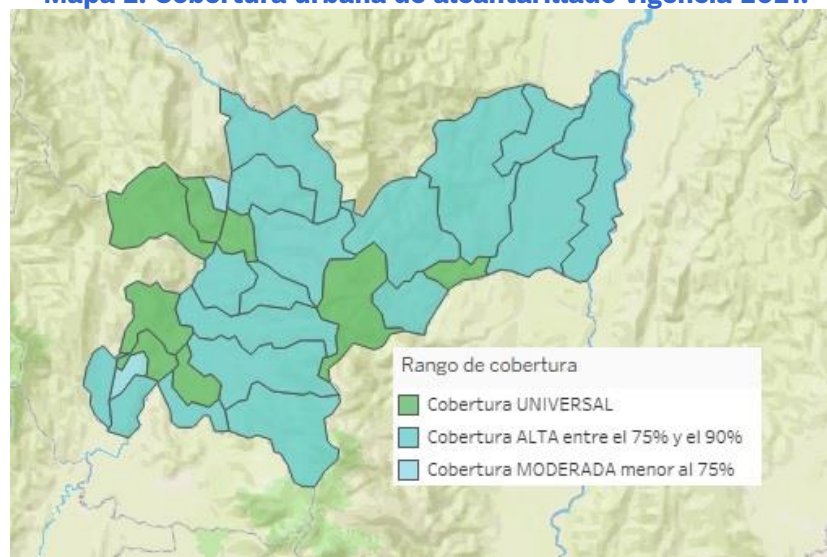 Mapa 2. Cobertura urbana de alcantarillado vigencia 2021.
Rango de cobertura
Cobertura UNIVERSAL
Cobertura ALTA entre el 75% y el 90%
Cobertura MODERADA menor al 75%